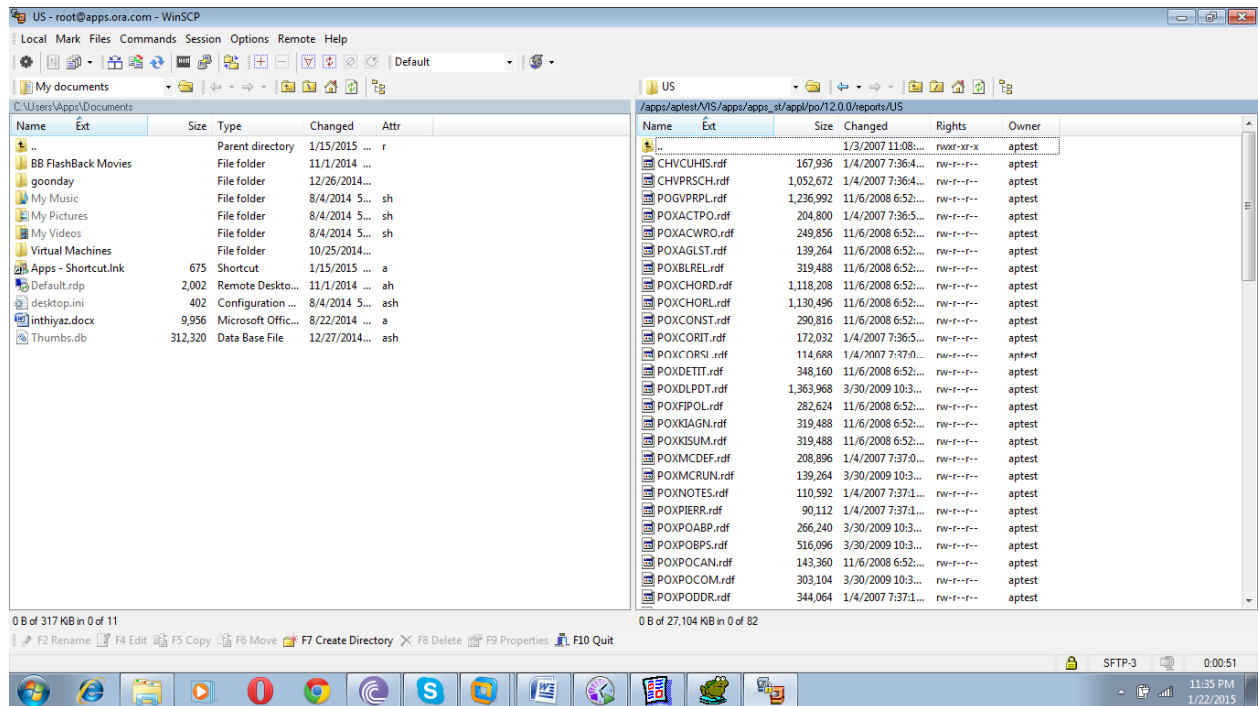 US - root@apps.ora.com - WinSCP
Local Mark Files Commands Session Options Remote Help
Default
My documents
US
C:\Users\Apps\Documents
/apps/aptest/VIS/apps/apps_st/appl/po/12.0.0/reports/US
Name Ext Size Type Changed Attr
Name Ext Size Changed Rights Owner
.. Parent directory 1/15/2015 ... r
BB FlashBack Movies File folder 11/1/2014 ...
goonday File folder 12/26/2014...
My Music File folder 8/4/2014 5... sh
My Pictures File folder 8/4/2014 5... sh
My Videos File folder 8/4/2014 5... sh
Virtual Machines File folder 10/25/2014...
Apps - Shortcut.lnk 675 Shortcut 1/15/2015 ... a
Default.rdp 2,002 Remote Deskto... 11/1/2014 ... ah
desktop.ini 402 Configuration ... 8/4/2014 5... ash
inthiyaz.docx 9,956 Microsoft Offic... 8/22/2014 ... a
Thumbs.db 312,320 Data Base File 12/27/2014... ash
.. 1/3/2007 11:08:... rwxr-xr-x aptest
CHVCUHIS.rdf 167,936 1/4/2007 7:36:4... rw-r--r-- aptest
CHVPRSCH.rdf 1,052,672 1/4/2007 7:36:4... rw-r--r-- aptest
POGVPRPL.rdf 1,236,992 11/6/2008 6:52:... rw-r--r-- aptest
POXACTPO.rdf 204,800 1/4/2007 7:36:5... rw-r--r-- aptest
POXACWRO.rdf 249,856 11/6/2008 6:52:... rw-r--r-- aptest
POXAGLST.rdf 139,264 11/6/2008 6:52:... rw-r--r-- aptest
POXBLREL.rdf 319,488 11/6/2008 6:52:... rw-r--r-- aptest
POXCHORD.rdf 1,118,208 11/6/2008 6:52:... rw-r--r-- aptest
POXCHORL.rdf 1,130,496 11/6/2008 6:52:... rw-r--r-- aptest
POXCONST.rdf 290,816 11/6/2008 6:52:... rw-r--r-- aptest
POXCORIT.rdf 172,032 1/4/2007 7:36:5... rw-r--r-- aptest
POXCORSL.rdf 114,688 1/4/2007 7:37:0... rw-r--r-- aptest
POXDETIT.rdf 348,160 11/6/2008 6:52:... rw-r--r-- aptest
POXDLPDT.rdf 1,363,968 3/30/2009 10:3... rw-r--r-- aptest
POXFIPOL.rdf 282,624 11/6/2008 6:52:... rw-r--r-- aptest
POXKIAGN.rdf 319,488 11/6/2008 6:52:... rw-r--r-- aptest
POXKISUM.rdf 319,488 11/6/2008 6:52:... rw-r--r-- aptest
POXMCDEF.rdf 208,896 1/4/2007 7:37:0... rw-r--r-- aptest
POXMCRUN.rdf 139,264 3/30/2009 10:3... rw-r--r-- aptest
POXNOTES.rdf 110,592 1/4/2007 7:37:1... rw-r--r-- aptest
POXPIERR.rdf 90,112 1/4/2007 7:37:1... rw-r--r-- aptest
POXPOABP.rdf 266,240 3/30/2009 10:3... rw-r--r-- aptest
POXPOBPS.rdf 516,096 3/30/2009 10:3... rw-r--r-- aptest
POXPOCAN.rdf 143,360 11/6/2008 6:52:... rw-r--r-- aptest
POXPOCOM.rdf 303,104 3/30/2009 10:3... rw-r--r-- aptest
POXPODDR.rdf 344,064 1/4/2007 7:37:1... rw-r--r-- aptest
0 B of 317 KiB in 0 of 11
0 B of 27,104 KiB in 0 of 82
F2 Rename F4 Edit F5 Copy F6 Move F7 Create Directory F8 Delete F9 Properties F10 Quit
SFTP-3 0:00:51
11:35 PM
1/22/2015